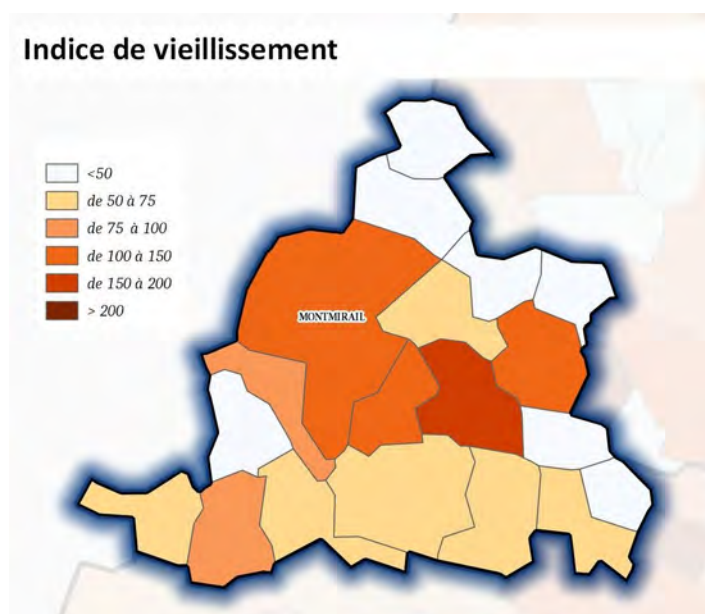 Indice de vieillissement
<50
de 50 à 75
de 75 à 100
de 100 à 150
de 150 à 200
> 200
MONTMIRAIL